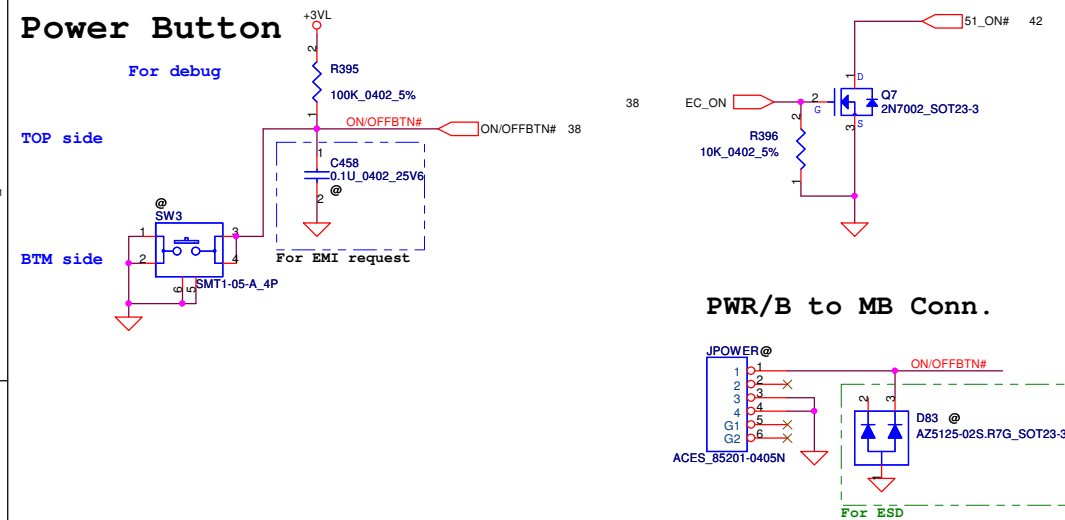 Power Button
+3VL
For debug
2
R395
100K_0402_5%
1
TOP side
ON/OFFBTN#
ON/OFFBTN# 38
1
C458
0.1U_0402_25V6
@
2
For EMI request
@
SW3
1
3
2
4
BTM side
6
5
SMT1-05-A_4P
51_ON# 42
1
D
38 EC_ON
2
G
Q7
2N7002_SOT23-3
3
S
2
R396
10K_0402_5%
1
PWR/B to MB Conn.
JPOWER@
1 1
2 2
3 3
4 4
G1 5
G2 6
ACES_85201-0405N
ON/OFFBTN#
2
3
D83 @
AZ5125-02S.R7G_SOT23-3
1
For ESD